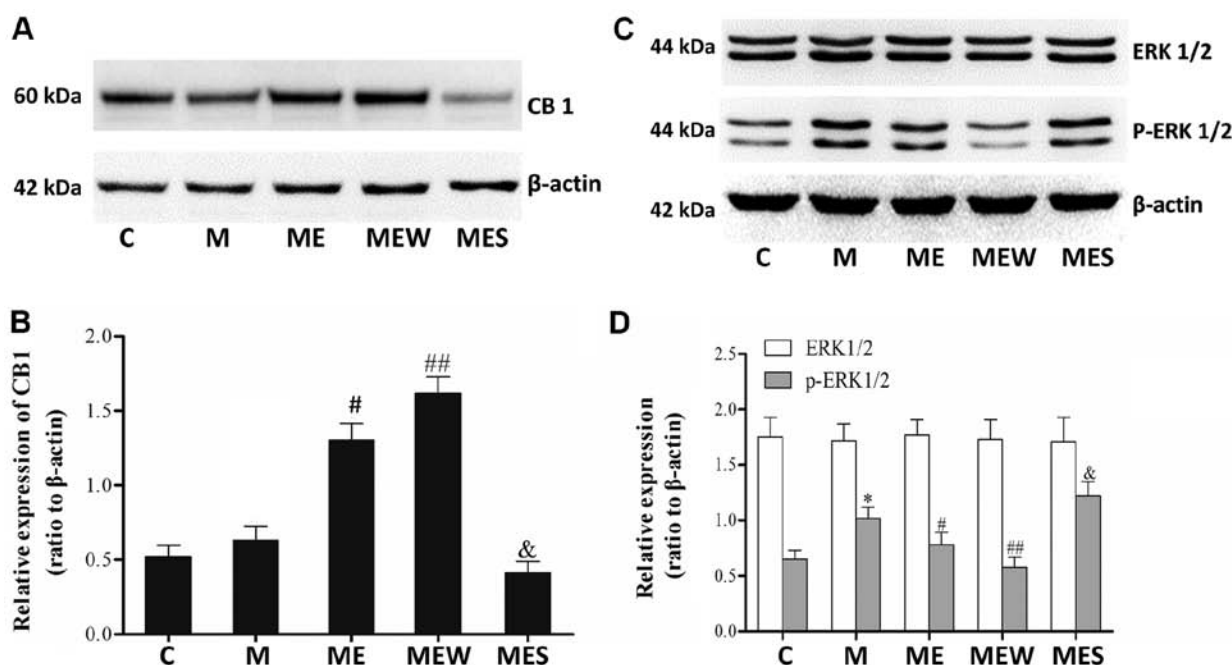 A
60 kDa
CB 1
42 kDa
β-actin
C M ME MEW MES
B
Relative expression of CB1
(ratio to β-actin)
2.0
1.5
1.0
0.5
0.0
#
##
&
C M ME MEW MES
C
44 kDa
ERK 1/2
44 kDa
P-ERK 1/2
42 kDa
β-actin
C M ME MEW MES
D
ERK1/2
p-ERK1/2
Relative expression
(ratio to β-actin)
2.5
2.0
1.5
1.0
0.5
0.0
*
#
##
&
C M ME MEW MES